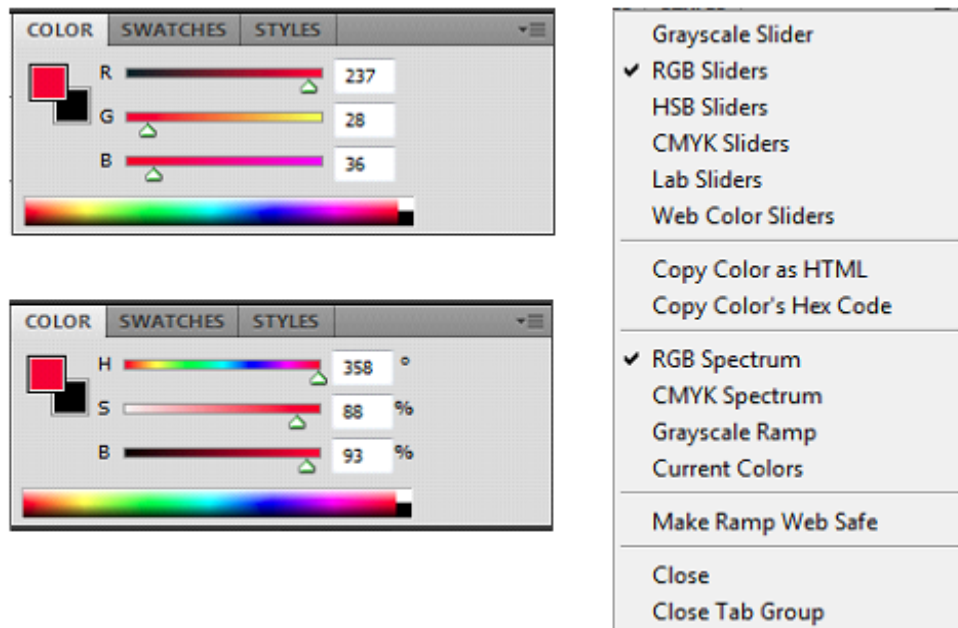 COLOR SWATCHES STYLES
R 237
G 28
B 36
COLOR SWATCHES STYLES
H 358 °
S 88 %
B 93 %
Grayscale Slider
✔ RGB Sliders
HSB Sliders
CMYK Sliders
Lab Sliders
Web Color Sliders
Copy Color as HTML
Copy Color's Hex Code
✔ RGB Spectrum
CMYK Spectrum
Grayscale Ramp
Current Colors
Make Ramp Web Safe
Close
Close Tab Group